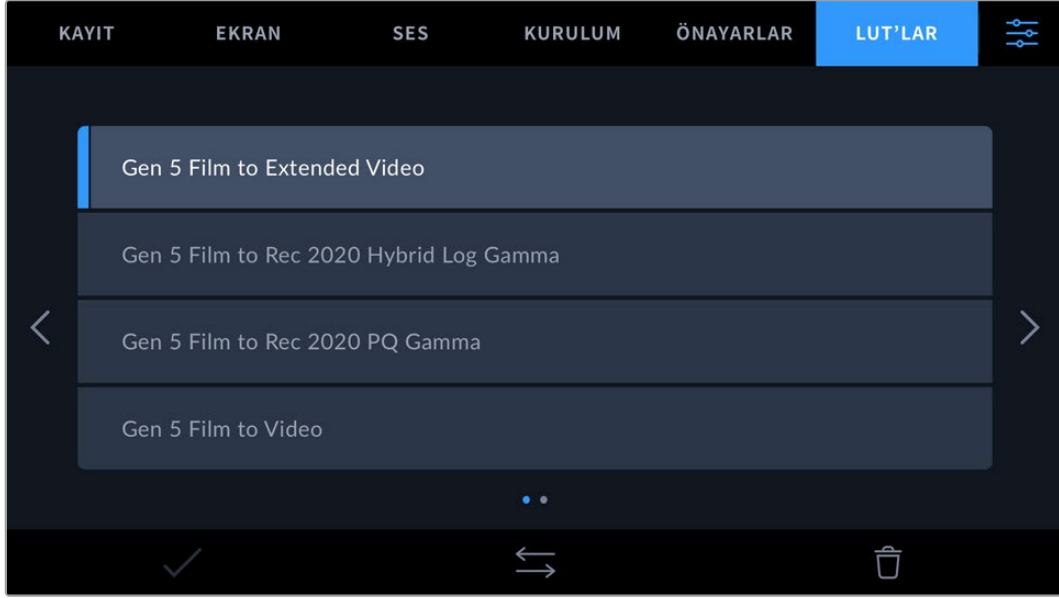 KAYIT EKRAN SES KURULUM ÖNAYARLAR LUT’LAR
Gen 5 Film to Extended Video
Gen 5 Film to Rec 2020 Hybrid Log Gamma
Gen 5 Film to Rec 2020 PQ Gamma
Gen 5 Film to Video